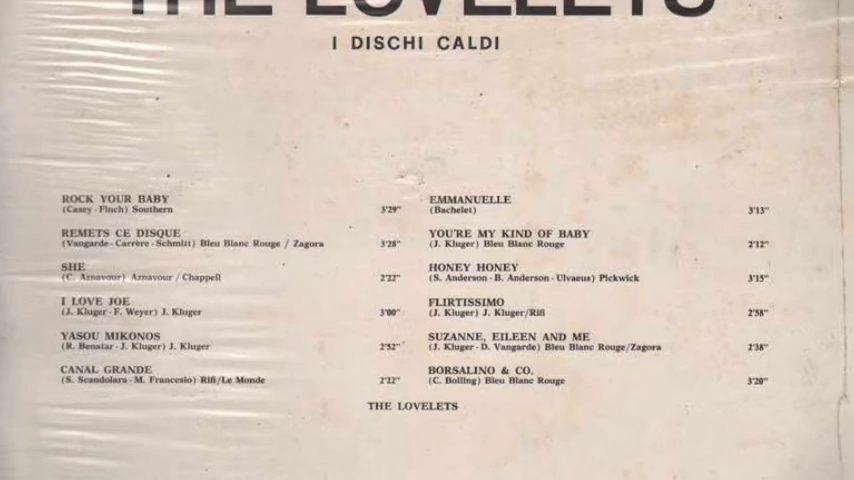 THE LOVELETS
I DISCHI CALDI
ROCK YOUR BABY
(Casey - Finch) Southern 3'29"
REMETS CE DISQUE
(Vangarde - Carrère - Schmitt) Bleu Blanc Rouge / Zagora 3'28"
SHE
(C. Aznavour) Aznavour / Chappell 2'22"
I LOVE JOE
(J. Kluger - F. Weyer) J. Kluger 3'00"
YASOU MIKONOS
(R. Benatar - J. Kluger) J. Kluger 2'52"
CANAL GRANDE
(S. Scandolara - M. Francesio) Rifi/Le Monde 2'22"
EMMANUELLE
(Bachelet) 3'13"
YOU'RE MY KIND OF BABY
(J. Kluger) Bleu Blanc Rouge 2'12"
HONEY HONEY
(S. Anderson - B. Anderson - Ulvaeus) Pickwick 3'15"
FLIRTISSIMO
(J. Kluger) J. Kluger/Rifi 2'58"
SUZANNE, EILEEN AND ME
(J. Kluger - D. Vangarde) Bleu Blanc Rouge/Zagora 2'38"
BORSALINO & CO.
(C. Bolling) Bleu Blanc Rouge 3'20"
THE LOVELETS